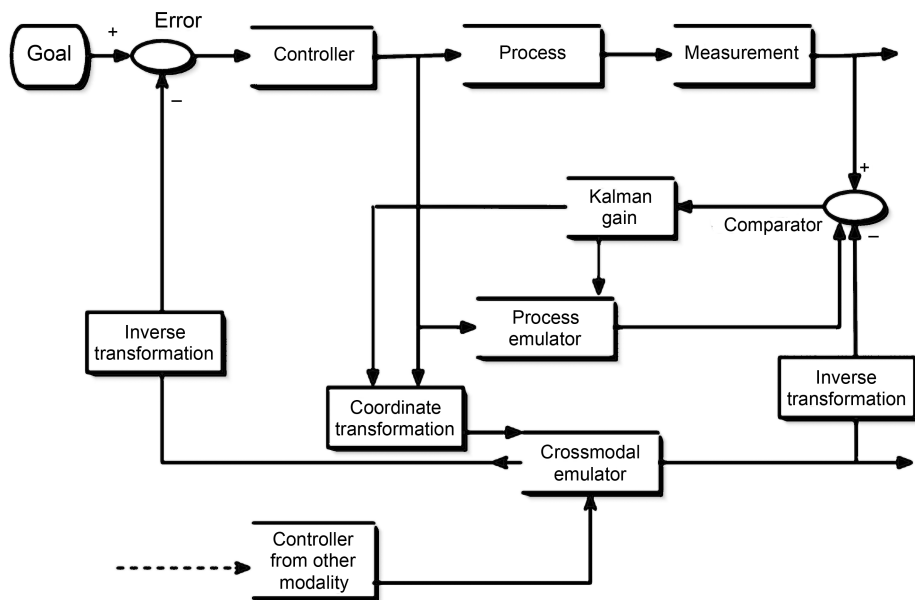 Error
+
Goal
Controller
Process
Measurement
–
+
Kalman
gain
Comparator
–
Process
emulator
Inverse
transformation
Inverse
transformation
Coordinate
transformation
Crossmodal
emulator
Controller
from other
modality